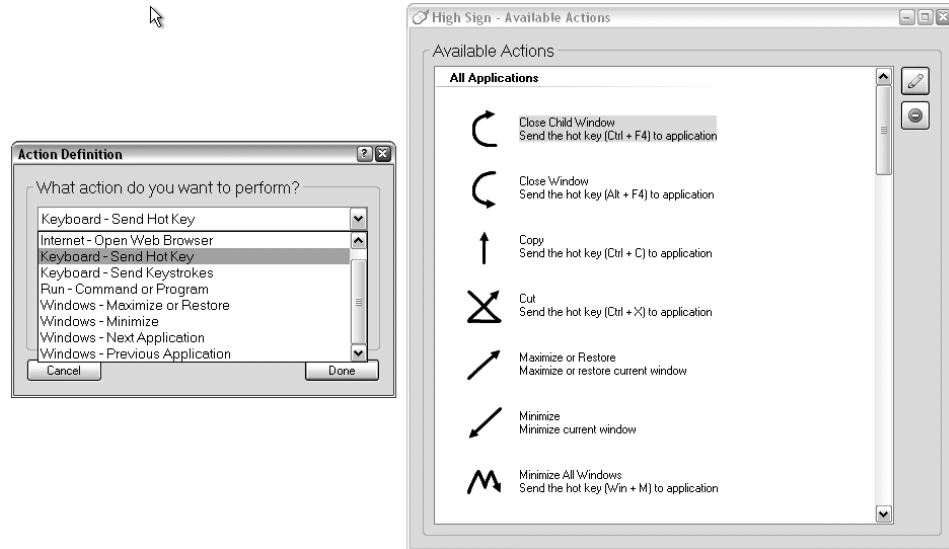 High Sign - Available Actions
Available Actions
All Applications
Close Child Window
Send the hot key (Ctrl + F4) to application
Close Window
Send the hot key (Alt + F4) to application
Copy
Send the hot key (Ctrl + C) to application
Cut
Send the hot key (Ctrl + X) to application
Maximize or Restore
Maximize or restore current window
Minimize
Minimize current window
Minimize All Windows
Send the hot key (Win + M) to application
Action Definition
What action do you want to perform?
Keyboard - Send Hot Key
Internet - Open Web Browser
Keyboard - Send Hot Key
Keyboard - Send Keystrokes
Run - Command or Program
Windows - Maximize or Restore
Windows - Minimize
Windows - Next Application
Windows - Previous Application
Cancel
Done